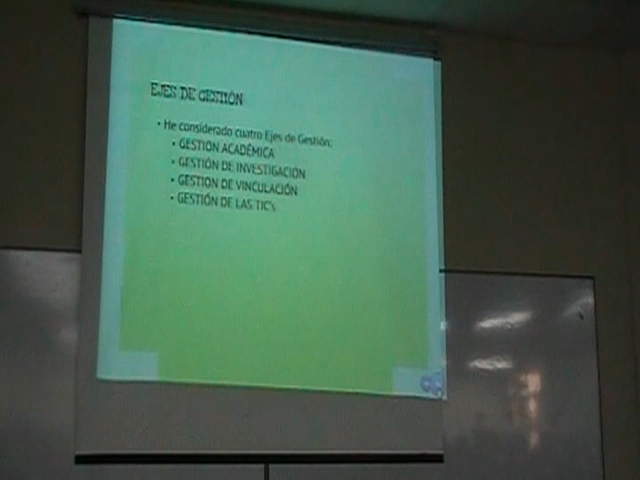 EJES DE GESTIÓN
• He considerado cuatro Ejes de Gestión:
• GESTION ACADÉMICA
• GESTIÓN DE INVESTIGACIÓN
• GESTION DE VINCULACIÓN
• GESTIÓN DE LAS TIC's